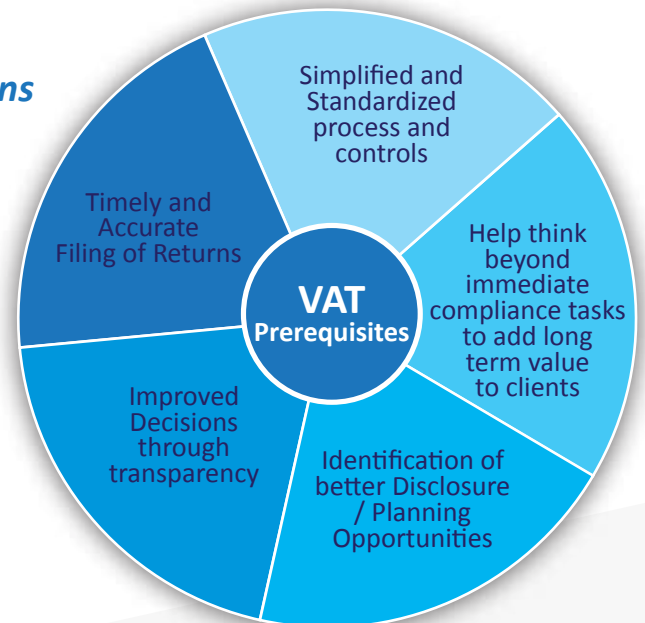 ns
Simplified and
Standardized
process and
controls
Timely and
Accurate
Filing of Returns
Help think
beyond
immediate
compliance tasks
to add long
term value
to clients
VAT
Prerequisites
Improved
Decisions
through
transparency
Identification of
better Disclosure
/ Planning
Opportunities